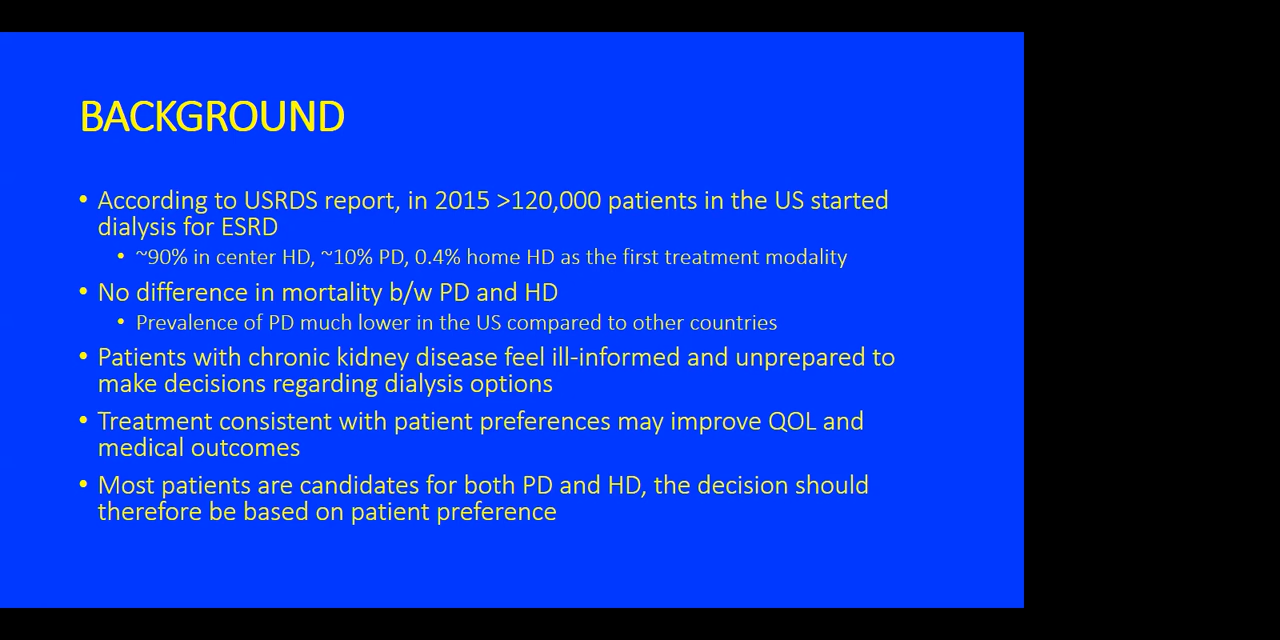 BACKGROUND
• According to USRDS report, in 2015 >120,000 patients in the US started
dialysis for ESRD
• ~90% in center HD, ~10% PD, 0.4% home HD as the first treatment modality
• No difference in mortality b/w PD and HD
• Prevalence of PD much lower in the US compared to other countries
• Patients with chronic kidney disease feel ill-informed and unprepared to
make decisions regarding dialysis options
• Treatment consistent with patient preferences may improve QOL and
medical outcomes
• Most patients are candidates for both PD and HD, the decision should
therefore be based on patient preference